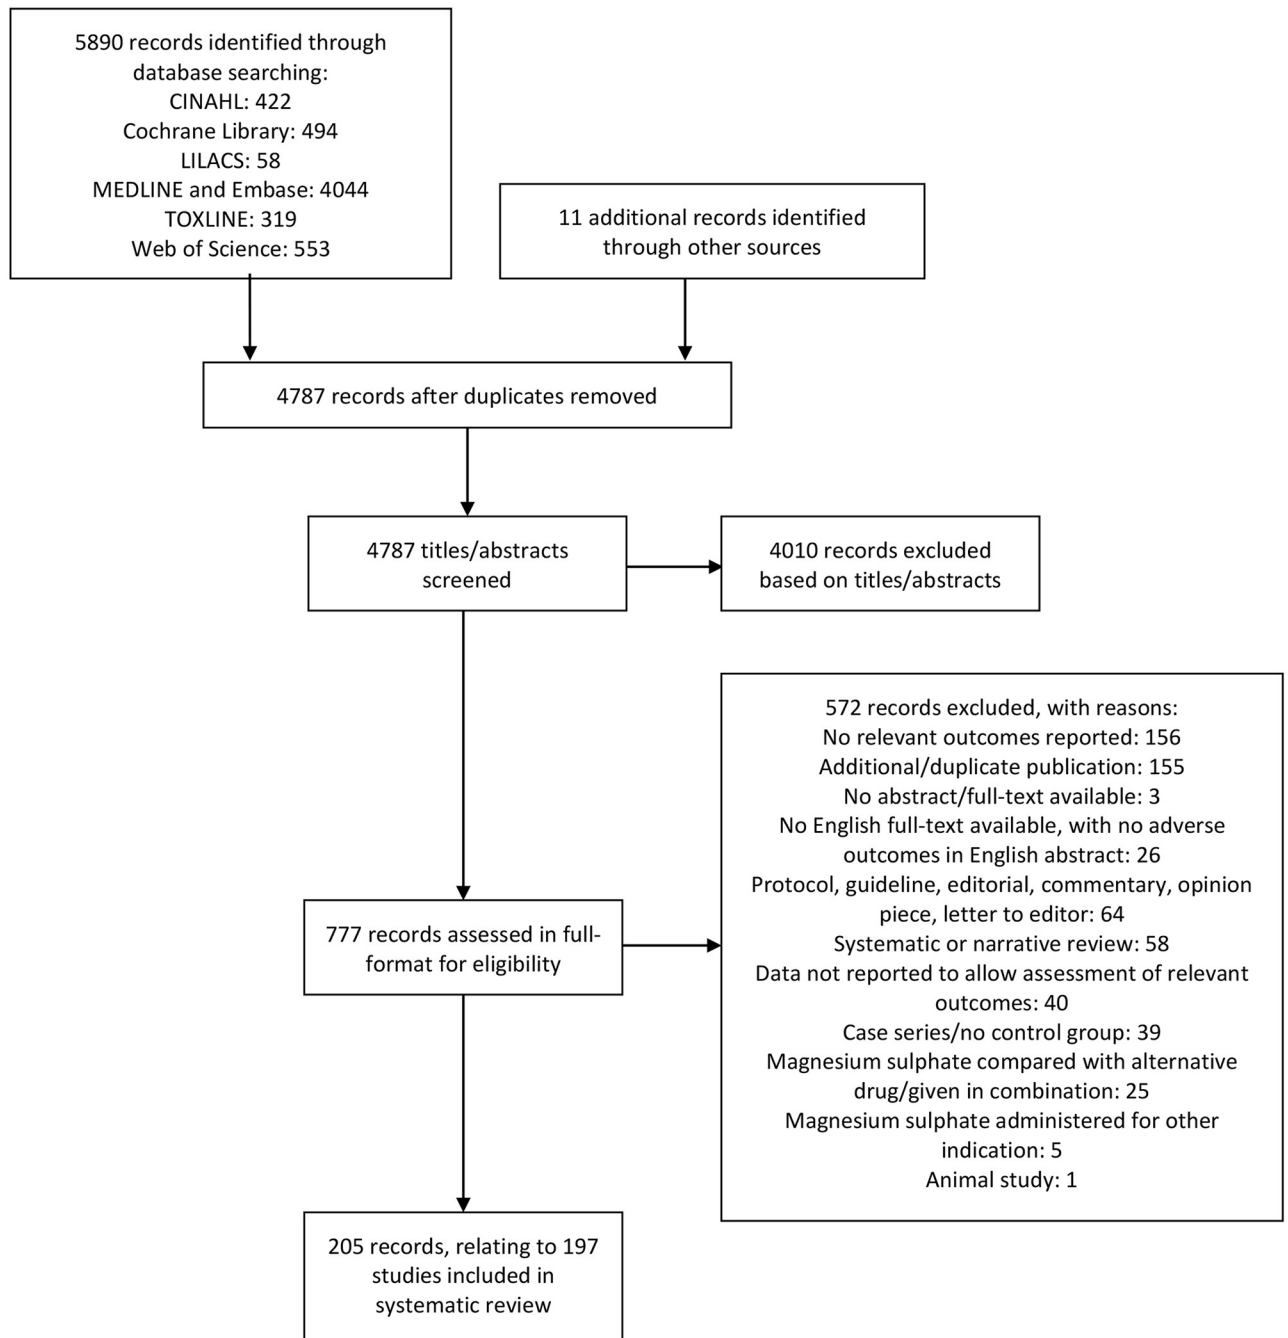 5890 records identified through
database searching:
CINAHL: 422
Cochrane Library: 494
LILACS: 58
MEDLINE and Embase: 4044
TOXLINE: 319
Web of Science: 553
11 additional records identified
through other sources
4787 records after duplicates removed
4787 titles/abstracts
screened
4010 records excluded
based on titles/abstracts
572 records excluded, with reasons:
No relevant outcomes reported: 156
Additional/duplicate publication: 155
No abstract/full-text available: 3
No English full-text available, with no adverse
outcomes in English abstract: 26
Protocol, guideline, editorial, commentary, opinion
piece, letter to editor: 64
Systematic or narrative review: 58
Data not reported to allow assessment of relevant
outcomes: 40
Case series/no control group: 39
Magnesium sulphate compared with alternative
drug/given in combination: 25
Magnesium sulphate administered for other
indication: 5
Animal study: 1
777 records assessed in full-
format for eligibility
205 records, relating to 197
studies included in
systematic review